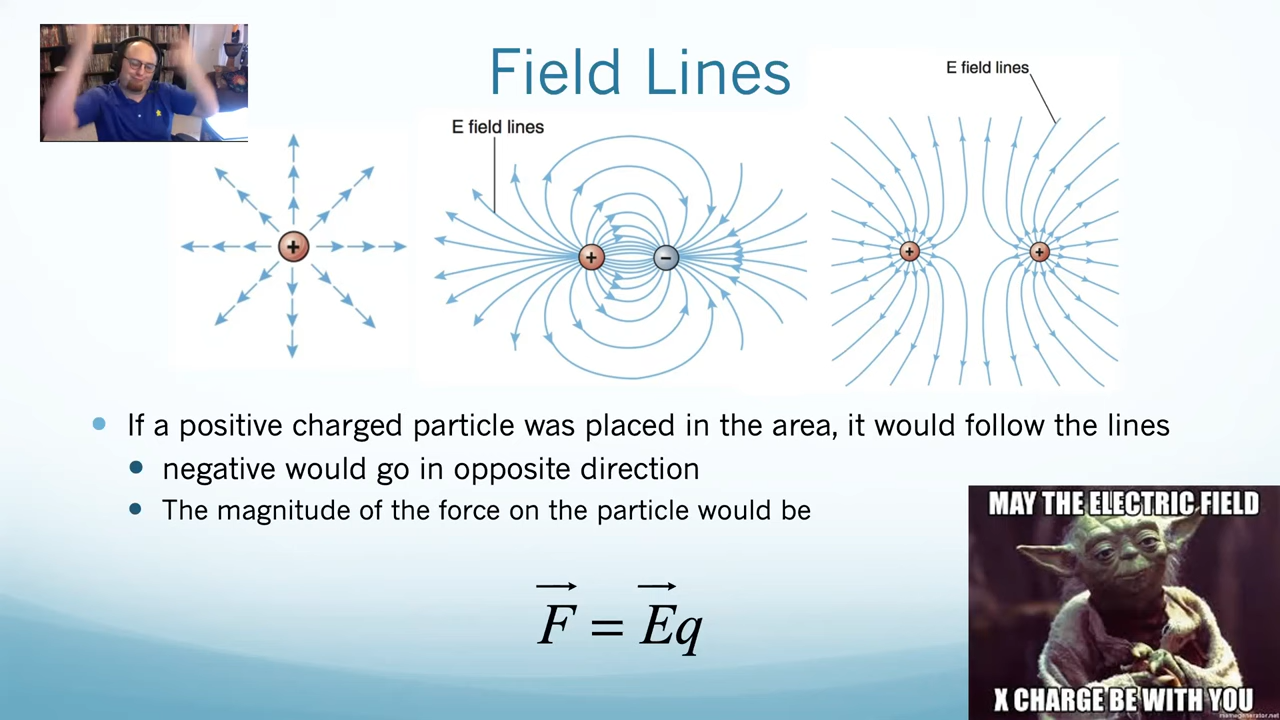 Field Lines
E field lines
E field lines
+
+
−
+
+
If a positive charged particle was placed in the area, it would follow the lines
negative would go in opposite direction
The magnitude of the force on the particle would be
F = Eq
MAY THE ELECTRIC FIELD
X CHARGE BE WITH YOU
memegenerator.net